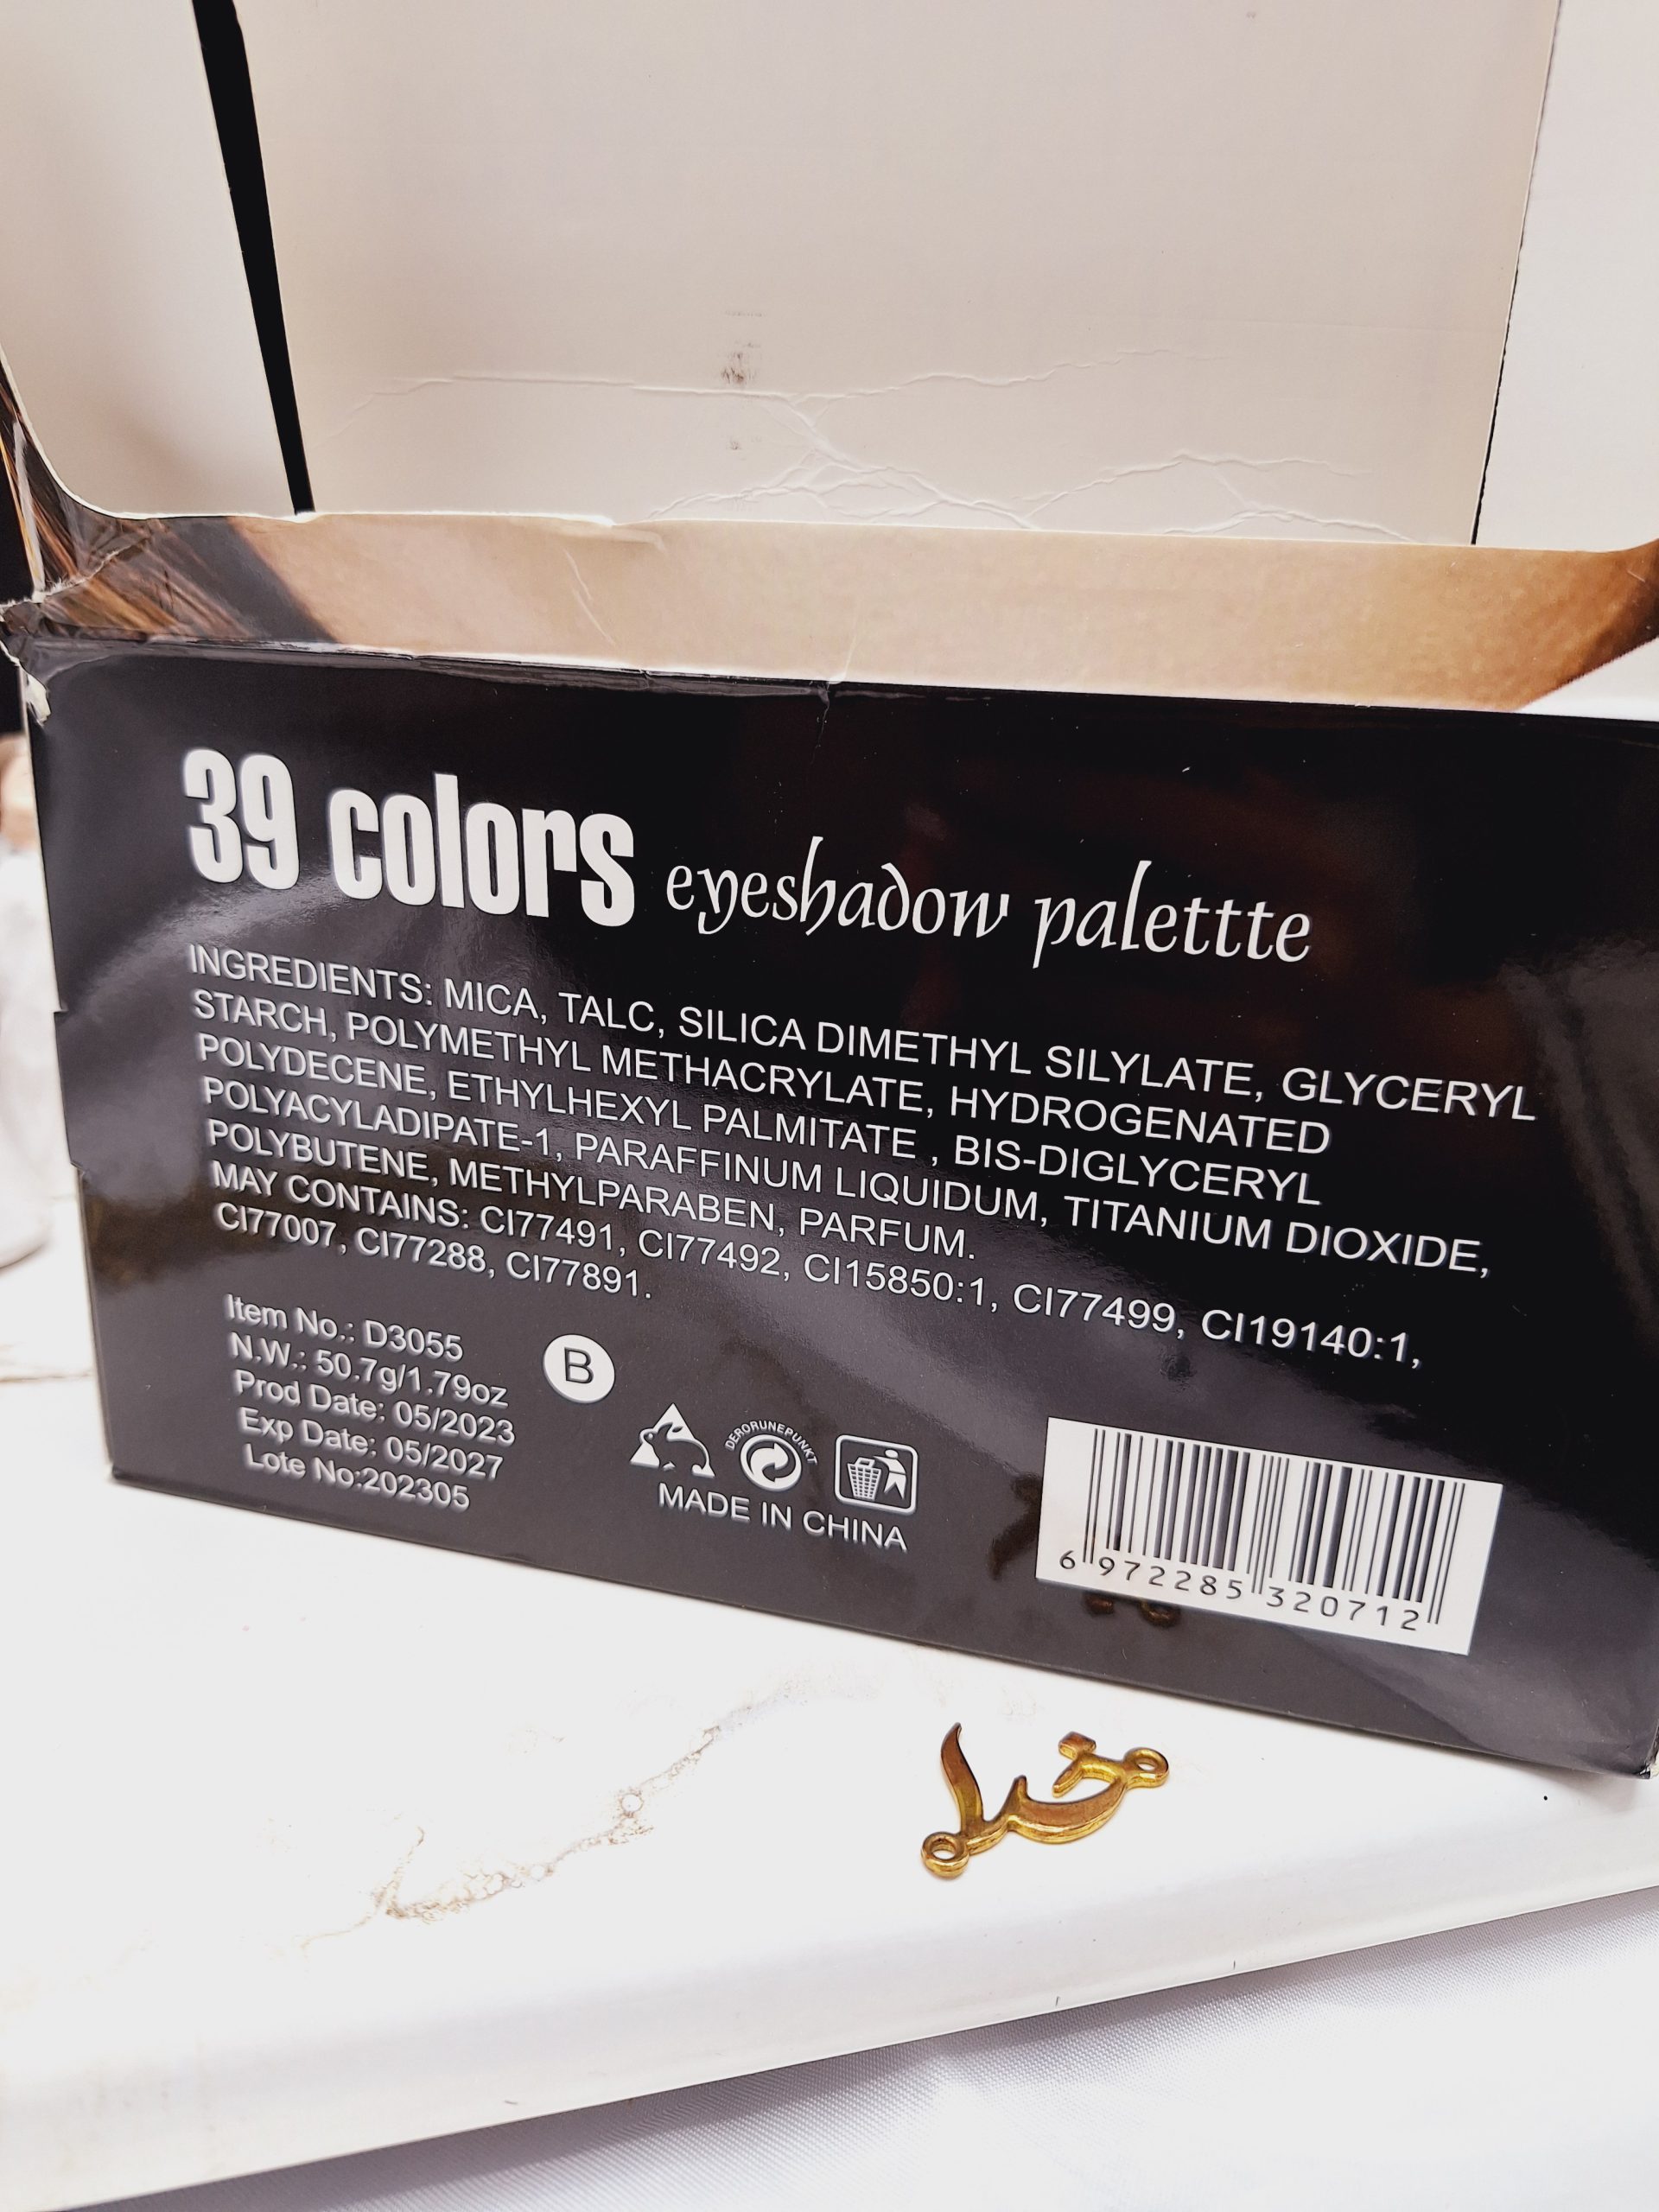 39 colors eyeshadow palettte
INGREDIENTS: MICA, TALC, SILICA DIMETHYL SILYLATE, GLYCERYL
STARCH, POLYMETHYL METHACRYLATE, HYDROGENATED
POLYDECENE, ETHYLHEXYL PALMITATE , BIS-DIGLYCERYL
POLYACYLADIPATE-1, PARAFFINUM LIQUIDUM, TITANIUM DIOXIDE,
POLYBUTENE, METHYLPARABEN, PARFUM.
MAY CONTAINS: CI77491, CI77492, CI15850:1, CI77499, CI19140:1,
CI77007, CI77288, CI77891.
Item No.: D3055
N.W.: 50.7g/1.79oz
Prod Date: 05/2023
Exp Date: 05/2027
Lote No:202305
B
DERORUNEPUNKT
MADE IN CHINA
6 972285 320712